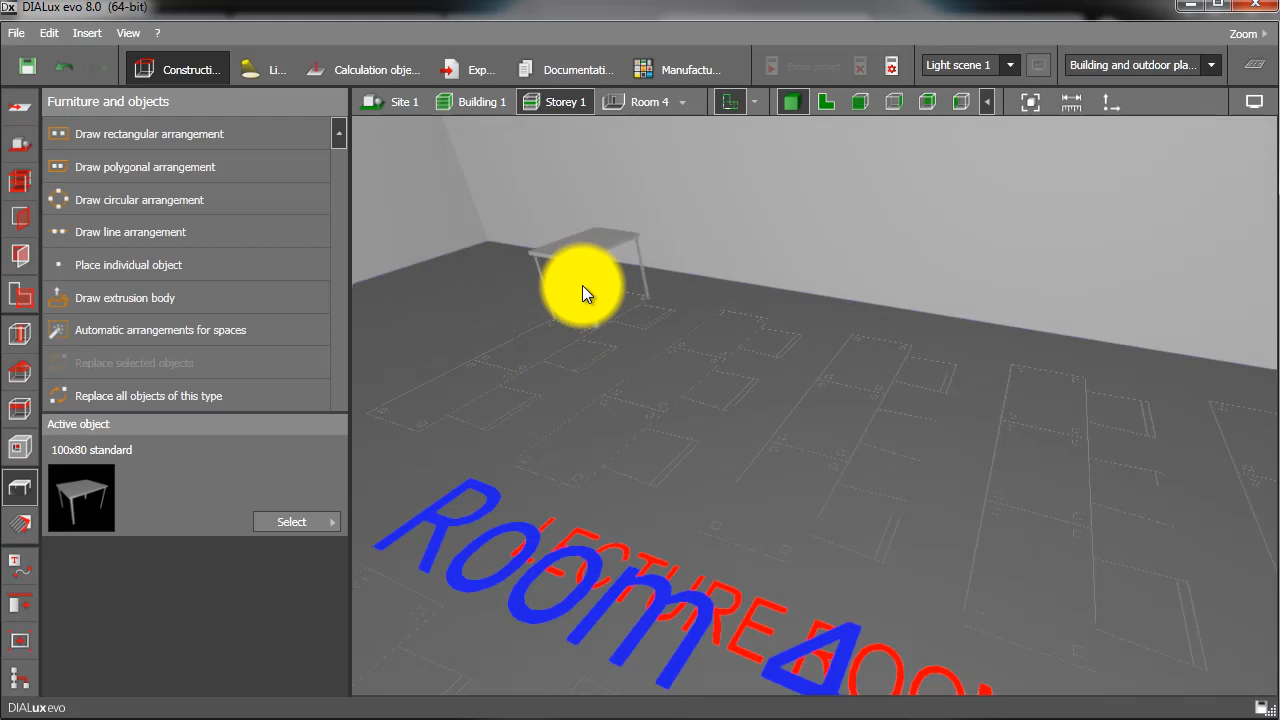 DIALux evo 8.0 (64-bit)
File Edit Insert View ?
Zoom
Constructi...
Li...
Calculation obje...
Exp...
Documentati...
Manufactu...
Light scene 1
Building and outdoor pla...
Furniture and objects
Site 1
Building 1
Storey 1
Room 4
Draw rectangular arrangement
Draw polygonal arrangement
Draw circular arrangement
Draw line arrangement
Place individual object
Draw extrusion body
Automatic arrangements for spaces
Replace selected objects
Replace all objects of this type
Active object
100x80 standard
Select
Room 4
LECTURE ROOM
DIALux evo